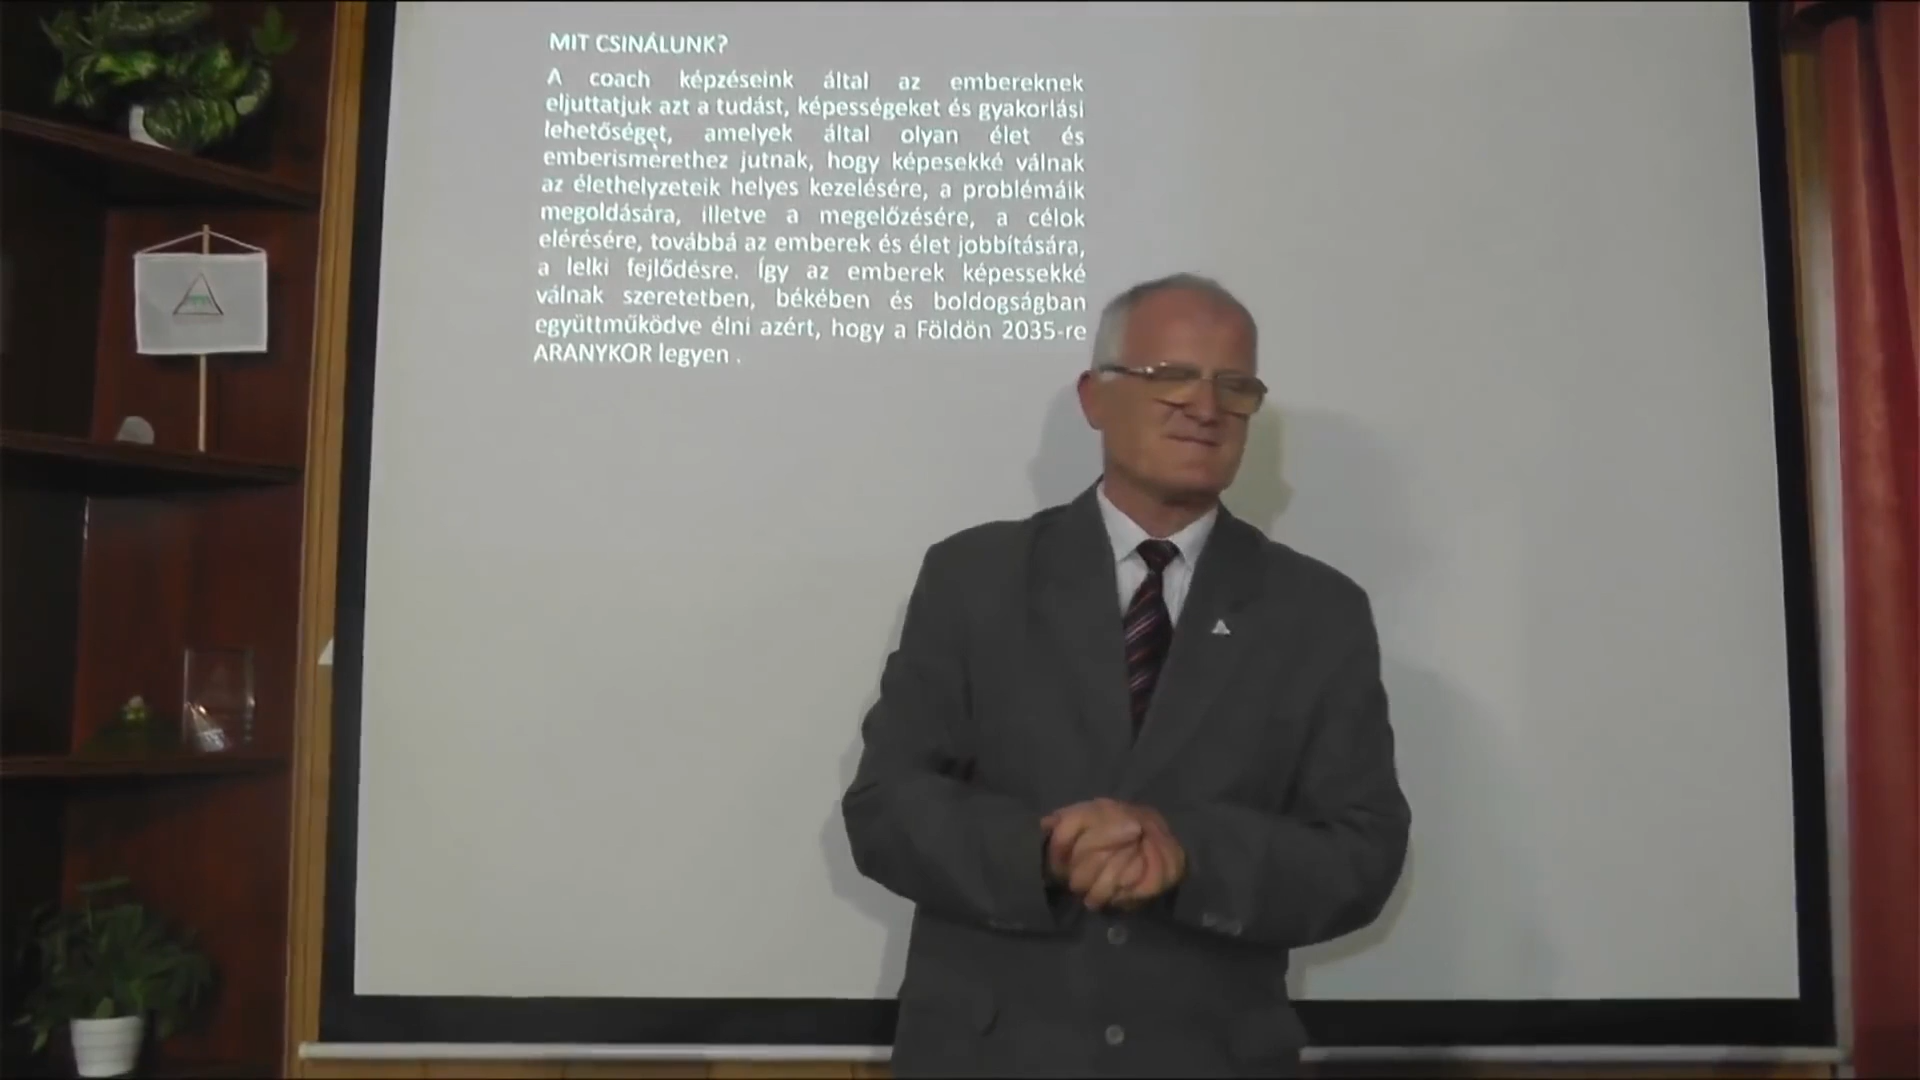 MIT CSINÁLUNK?
A coach képzéseink által az embereknek
eljuttatjuk azt a tudást, képességeket és gyakorlási
lehetőséget, amelyek által olyan élet és
emberismerethez jutnak, hogy képesekké válnak
az élethelyzeteik helyes kezelésére, a problémáik
megoldására, illetve a megelőzésére, a célok
elérésére, továbbá az emberek és élet jobbítására,
a lelki fejlődésre. Így az emberek képessekké
válnak szeretetben, békében és boldogságban
együttműködve élni azért, hogy a Földön 2035-re
ARANYKOR legyen .